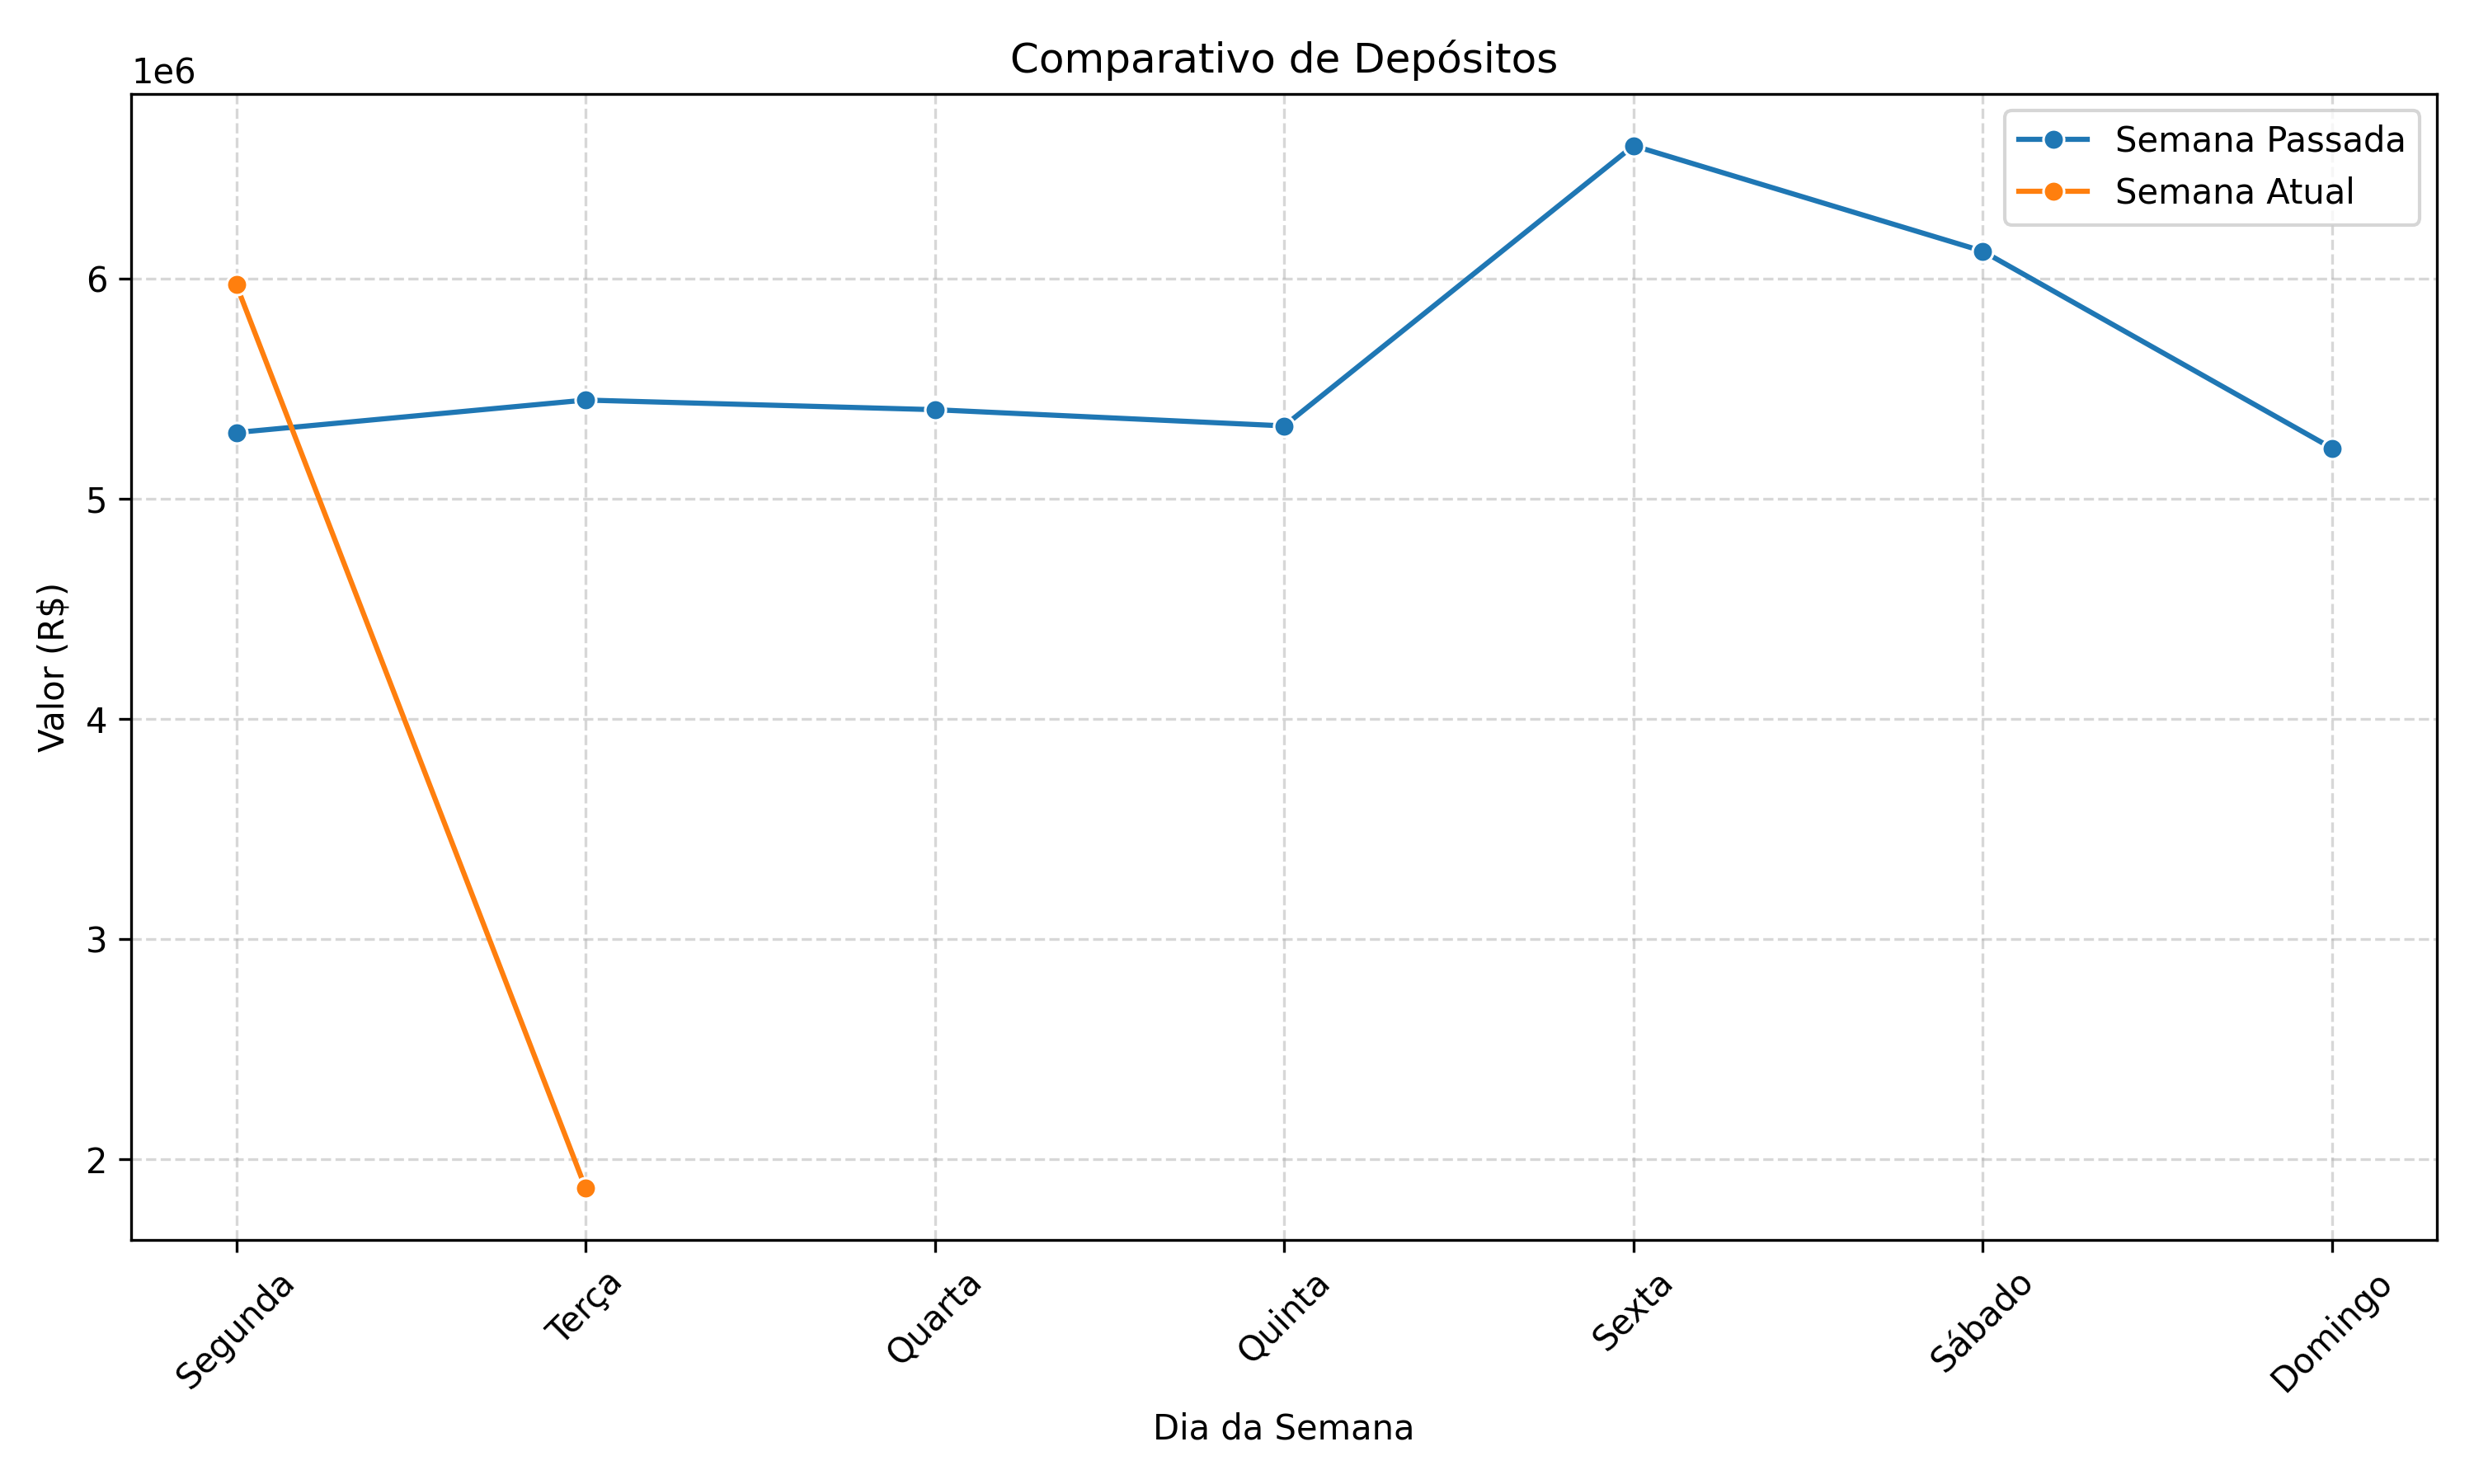 Comparativo de Depósitos
1e6
Semana Passada
Semana Atual
6
5
4
3
2
Valor (R$)
Segunda
Terça
Quarta
Quinta
Sexta
Sábado
Domingo
Dia da Semana